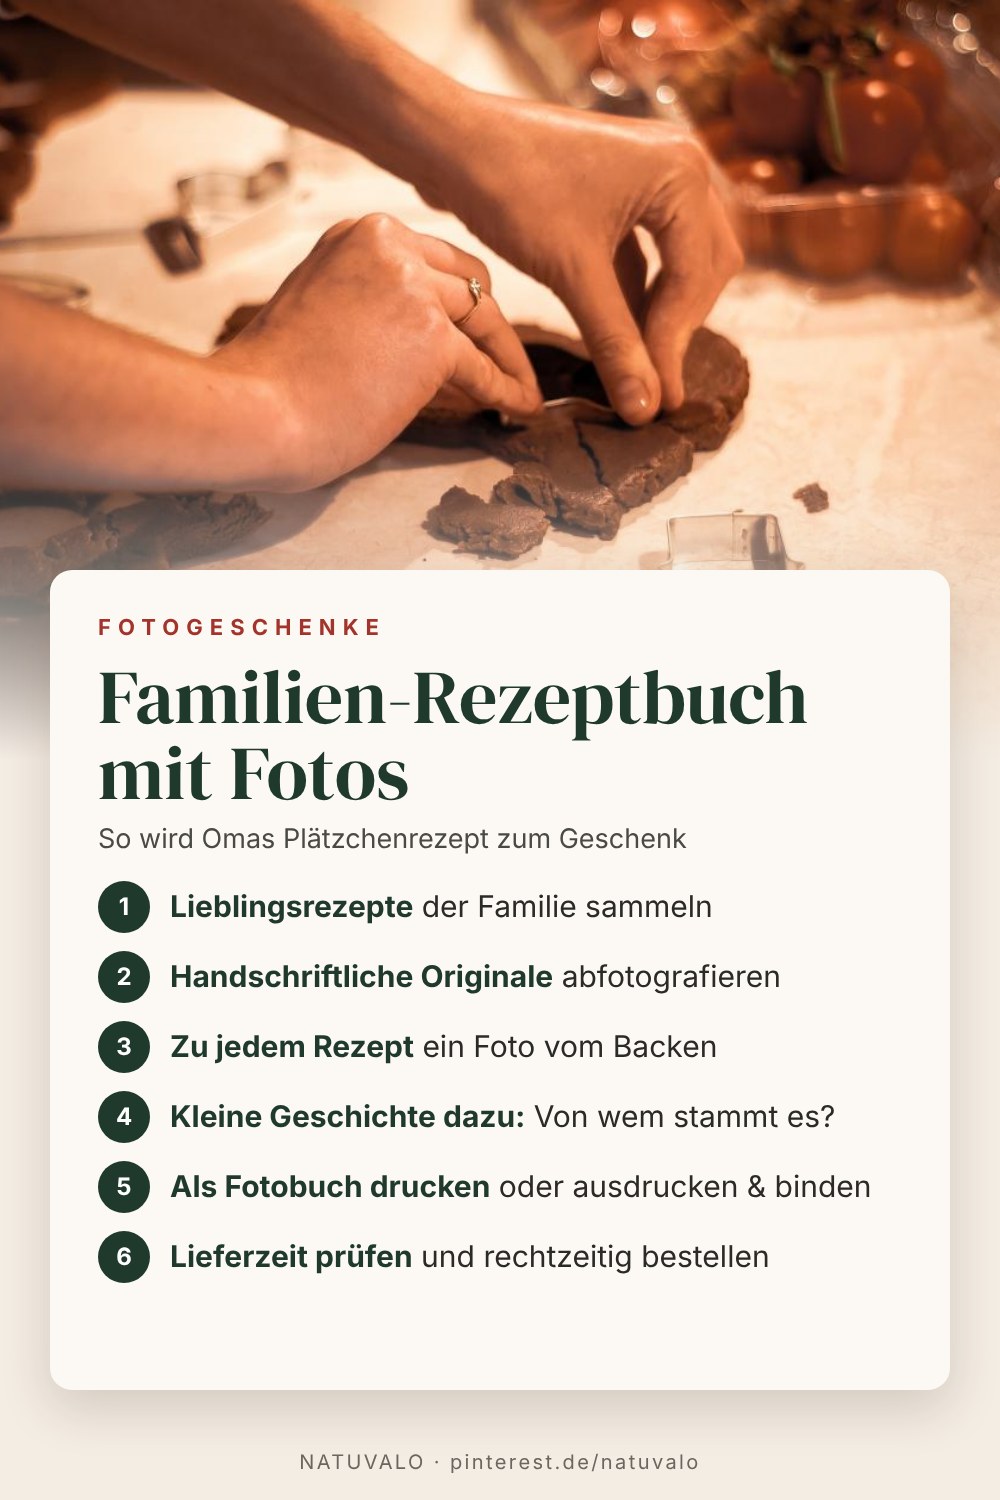 FOTOGESCHENKE
Familien-Rezeptbuch
mit Fotos
So wird Omas Plätzchenrezept zum Geschenk
1 Lieblingsrezepte der Familie sammeln
2 Handschriftliche Originale abfotografieren
3 Zu jedem Rezept ein Foto vom Backen
4 Kleine Geschichte dazu: Von wem stammt es?
5 Als Fotobuch drucken oder ausdrucken & binden
6 Lieferzeit prüfen und rechtzeitig bestellen
NATUVALO · pinterest.de/natuvalo